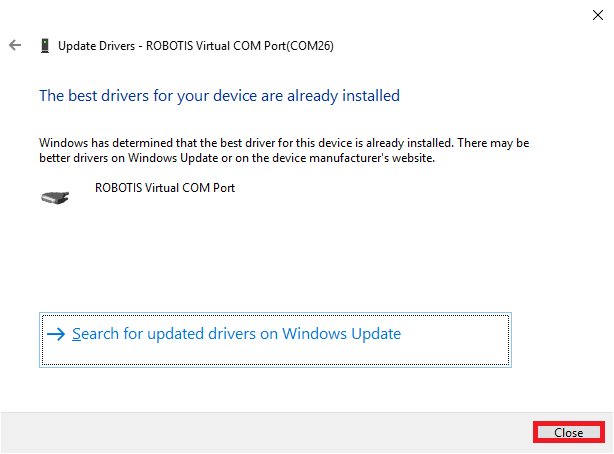 Update Drivers - ROBOTIS Virtual COM Port(COM26)
The best drivers for your device are already installed
Windows has determined that the best driver for this device is already installed. There may be
better drivers on Windows Update or on the device manufacturer's website.
ROBOTIS Virtual COM Port
Search for updated drivers on Windows Update
Close